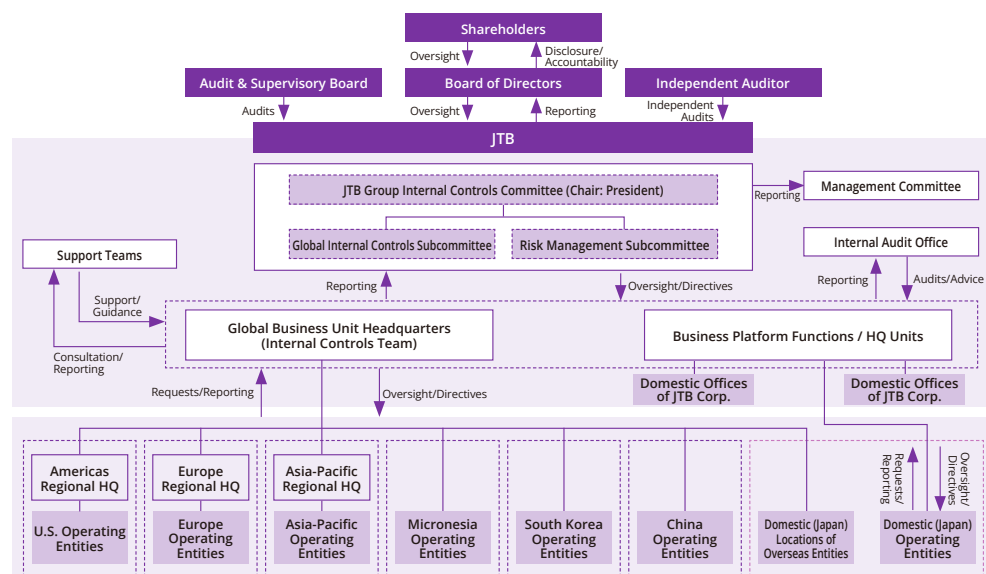 Shareholders
Oversight
Disclosure/
Accountability
Audit & Supervisory Board
Board of Directors
Independent Auditor
Audits
Oversight
Reporting
Independent
Audits
JTB
JTB Group Internal Controls Committee (Chair: President)
Reporting
Management Committee
Global Internal Controls Subcommittee
Risk Management Subcommittee
Internal Audit Office
Support Teams
Reporting
Oversight/Directives
Reporting
Audits/Advice
Support/
Guidance
Global Business Unit Headquarters
(Internal Controls Team)
Business Platform Functions / HQ Units
Consultation/
Reporting
Domestic Offices
of JTB Corp.
Domestic Offices
of JTB Corp.
Requests/Reporting
Oversight/Directives
Americas
Regional HQ
Europe
Regional HQ
Asia-Pacific
Regional HQ
Requests/
Reporting
Oversight/
Directives
U.S. Operating
Entities
Europe
Operating
Entities
Asia-Pacific
Operating
Entities
Micronesia
Operating
Entities
South Korea
Operating
Entities
China
Operating
Entities
Domestic (Japan)
Locations of
Overseas Entities
Domestic (Japan)
Operating
Entities